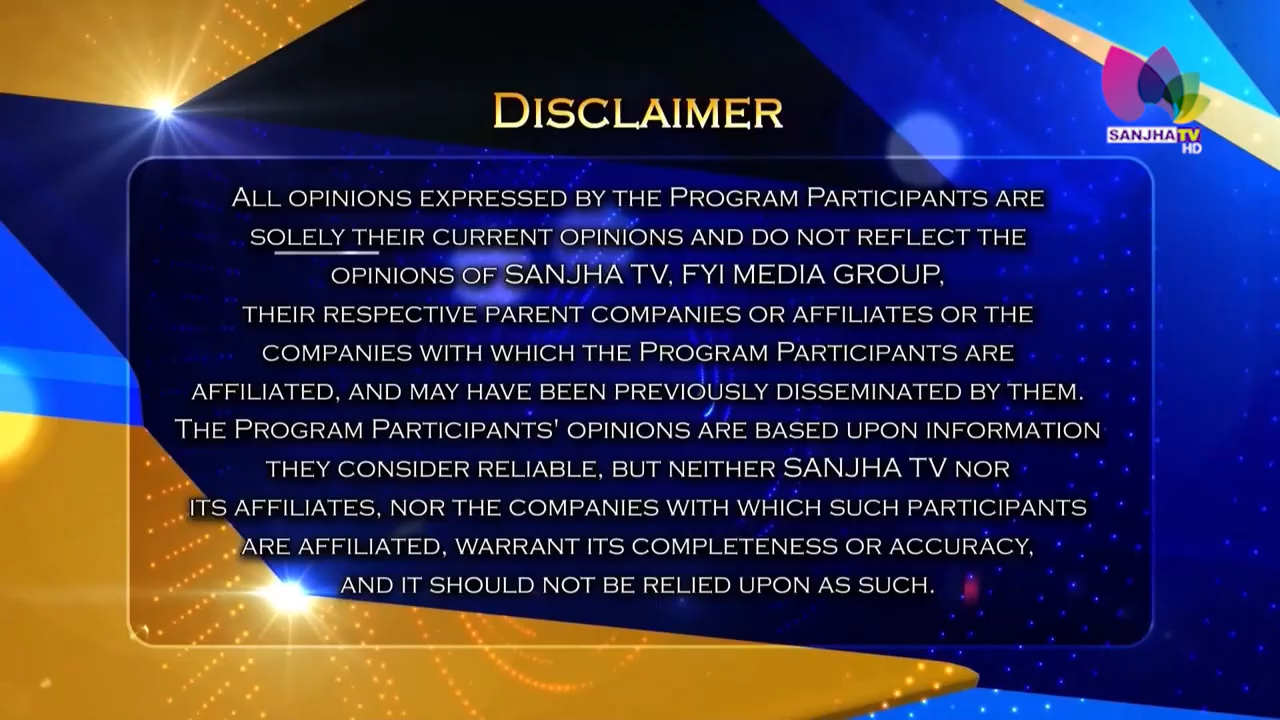 DISCLAIMER
SANJHA TV
HD
ALL OPINIONS EXPRESSED BY THE PROGRAM PARTICIPANTS ARE
SOLELY THEIR CURRENT OPINIONS AND DO NOT REFLECT THE
OPINIONS OF SANJHA TV, FYI MEDIA GROUP,
THEIR RESPECTIVE PARENT COMPANIES OR AFFILIATES OR THE
COMPANIES WITH WHICH THE PROGRAM PARTICIPANTS ARE
AFFILIATED, AND MAY HAVE BEEN PREVIOUSLY DISSEMINATED BY THEM.
THE PROGRAM PARTICIPANTS' OPINIONS ARE BASED UPON INFORMATION
THEY CONSIDER RELIABLE, BUT NEITHER SANJHA TV NOR
ITS AFFILIATES, NOR THE COMPANIES WITH WHICH SUCH PARTICIPANTS
ARE AFFILIATED, WARRANT ITS COMPLETENESS OR ACCURACY,
AND IT SHOULD NOT BE RELIED UPON AS SUCH.